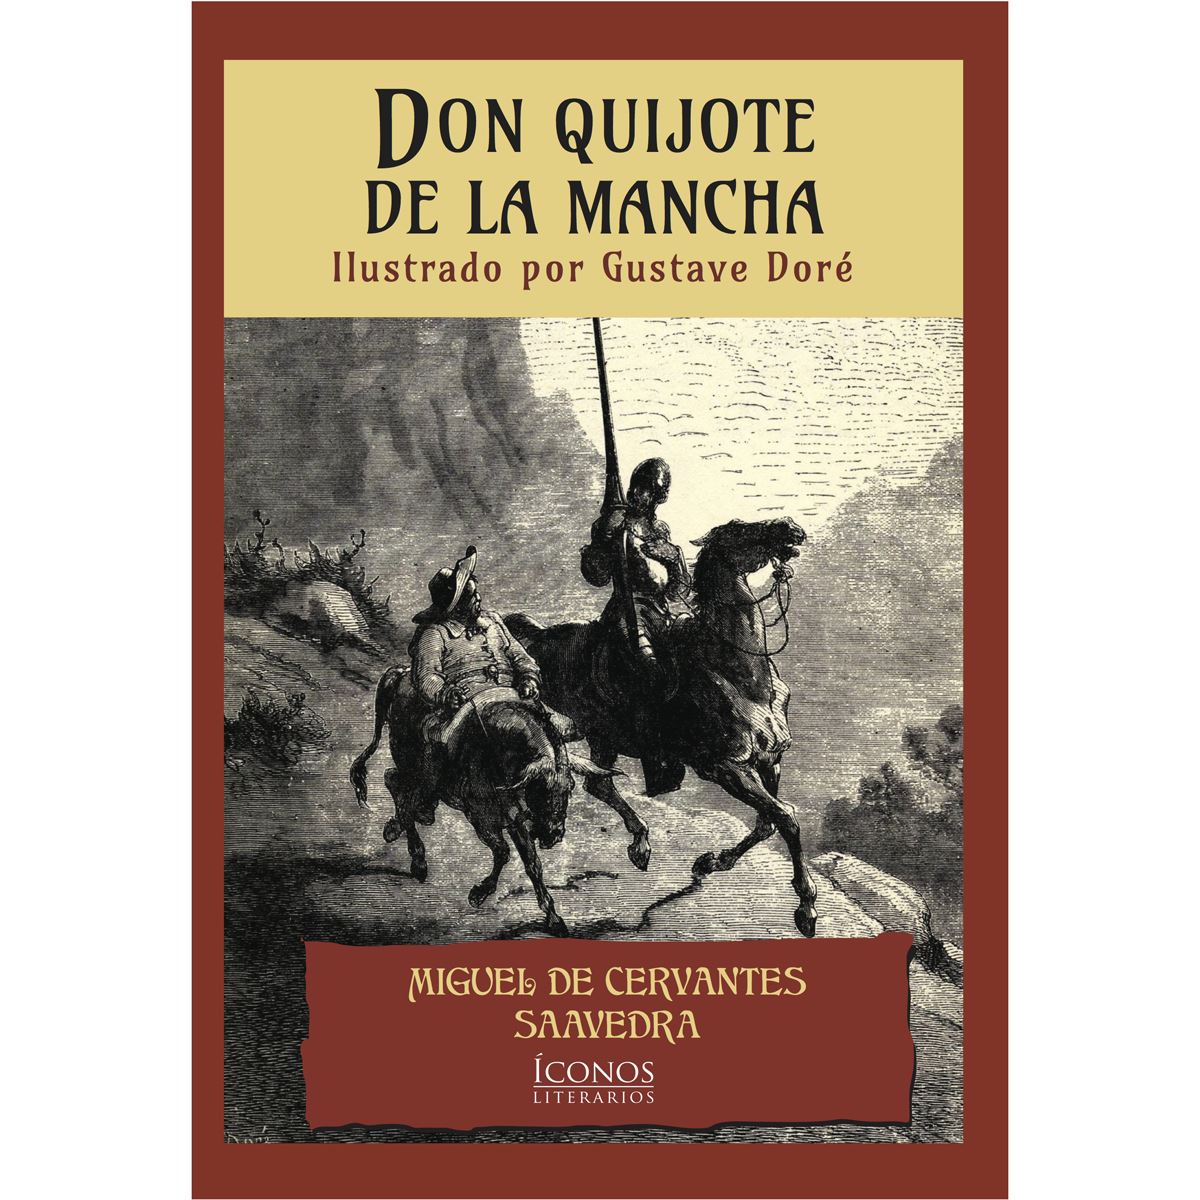 DON QUIJOTE
DE LA MANCHA
Ilustrado por Gustave Doré
MIGUEL DE CERVANTES
SAAVEDRA
ÍCONOS
LITERARIOS